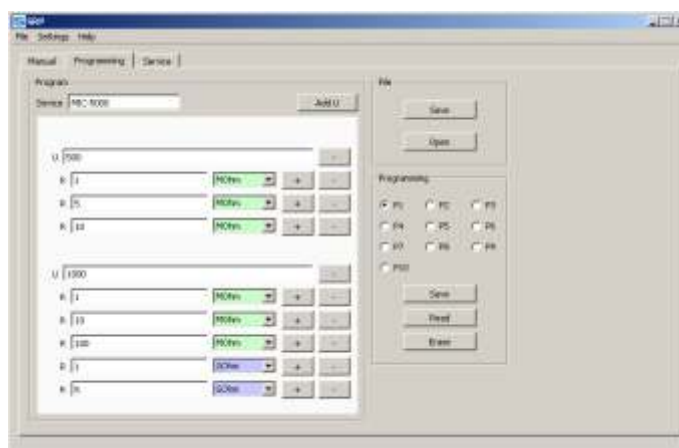 File Settings Help
Manual Programming Service
Program
Device MIC-5000 Add U
U 500 -
R 1 MOhm + -
R 5 MOhm + -
R 10 MOhm + -
U 1000 -
R 1 MOhm + -
R 10 MOhm + -
R 100 MOhm + -
R 1 GOhm + -
R 5 GOhm + -
File
Save
Open
Programming
P1 P2 P3
P4 P5 P6
P7 P8 P9
P10
Save
Read
Erase